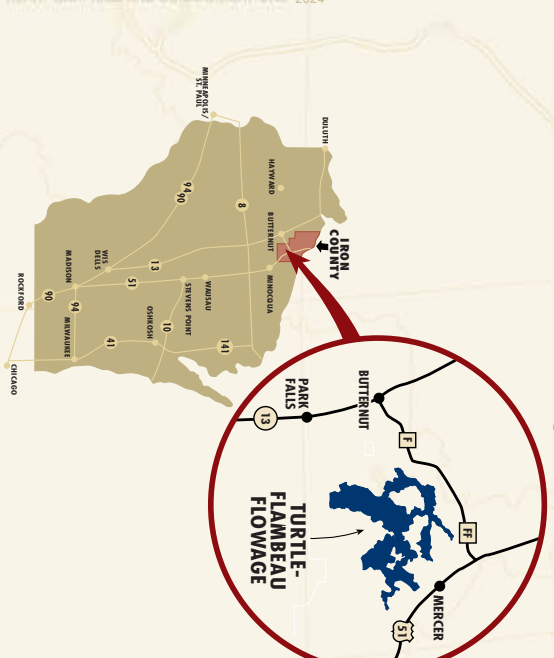 2024
MINNEAPOLIS/
ST. PAUL
DULUTH
HAYWARD
BUTTERNUT
IRON
COUNTY
MINOCQUA
8
94
90
13
51
WIS
DELLS
MADISON
WAUSAU
STEVENS POINT
10
OSHKOSH
141
41
94
90
MILWAUKEE
ROCKFORD
CHICAGO
BUTTERNUT
PARK
FALLS
13
F
FF
TURTLE-
FLAMBEAU
FLOWAGE
MERCER
51